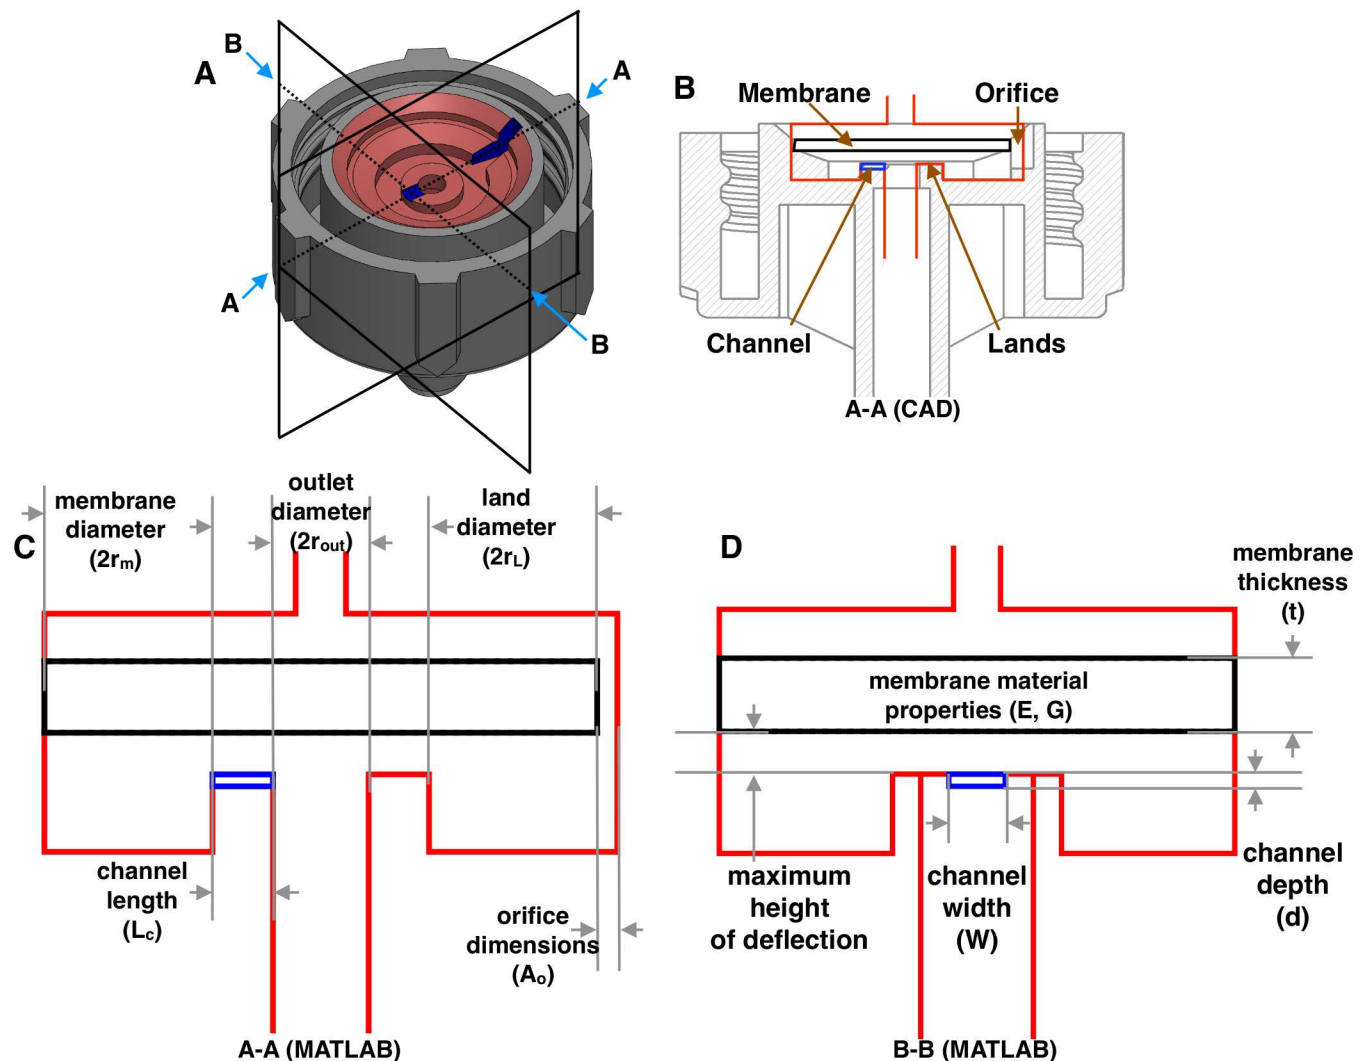 A
B
A
A
B
B
Membrane
Orifice
Channel
Lands
A-A (CAD)
C
membrane
diameter
(2rm)
outlet
diameter
(2rout)
land
diameter
(2rL)
channel
length
(Lc)
orifice
dimensions
(Ao)
A-A (MATLAB)
D
membrane
thickness
(t)
membrane material
properties (E, G)
maximum
height
of deflection
channel
width
(W)
channel
depth
(d)
B-B (MATLAB)